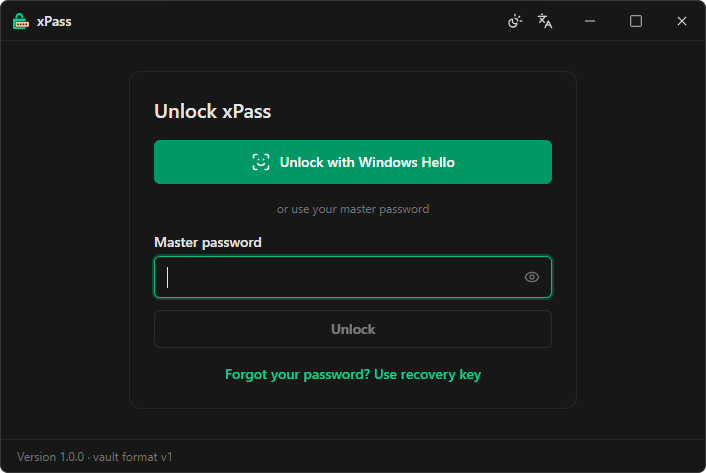 xPass
Unlock xPass
Unlock with Windows Hello
or use your master password
Master password
Unlock
Forgot your password? Use recovery key
Version 1.0.0 · vault format v1